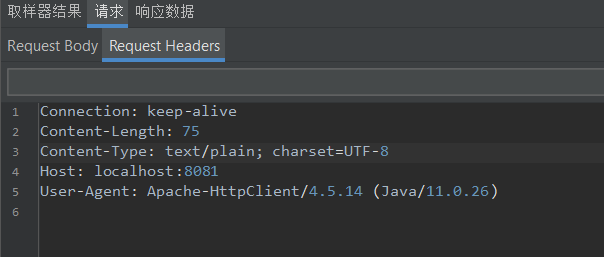 取样器结果 请求 响应数据
Request Body Request Headers
1 Connection: keep-alive
2 Content-Length: 75
3 Content-Type: text/plain; charset=UTF-8
4 Host: localhost:8081
5 User-Agent: Apache-HttpClient/4.5.14 (Java/11.0.26)
6